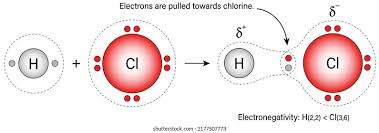 Electrons are pulled towards chlorine.
δ+ δ-
H + Cl → H Cl
Electronegativity: H(2,2) < Cl(3,6)
shutterstock.com · 2177507773